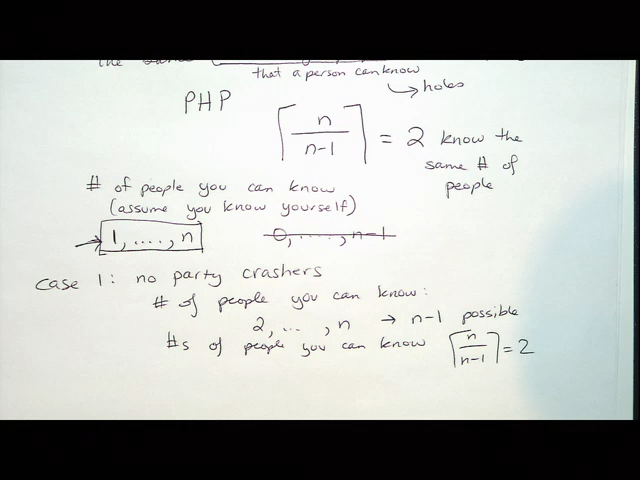 the same
that a person can know
↳ holes
PHP
⌈n/(n-1)⌉ = 2 know the same # of people
# of people you can know
(assume you know yourself)
→ 1, ...., n    0, ...., n-1
case 1: no party crashers
# of people you can know:
2, ... , n → n-1 possible
#s of people you can know ⌈n/(n-1)⌉ = 2